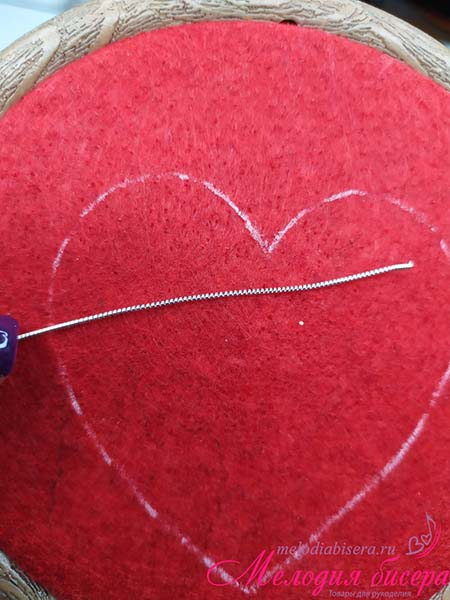 melodiabisera.ru
Мелодия бисера
Товары для рукоделия